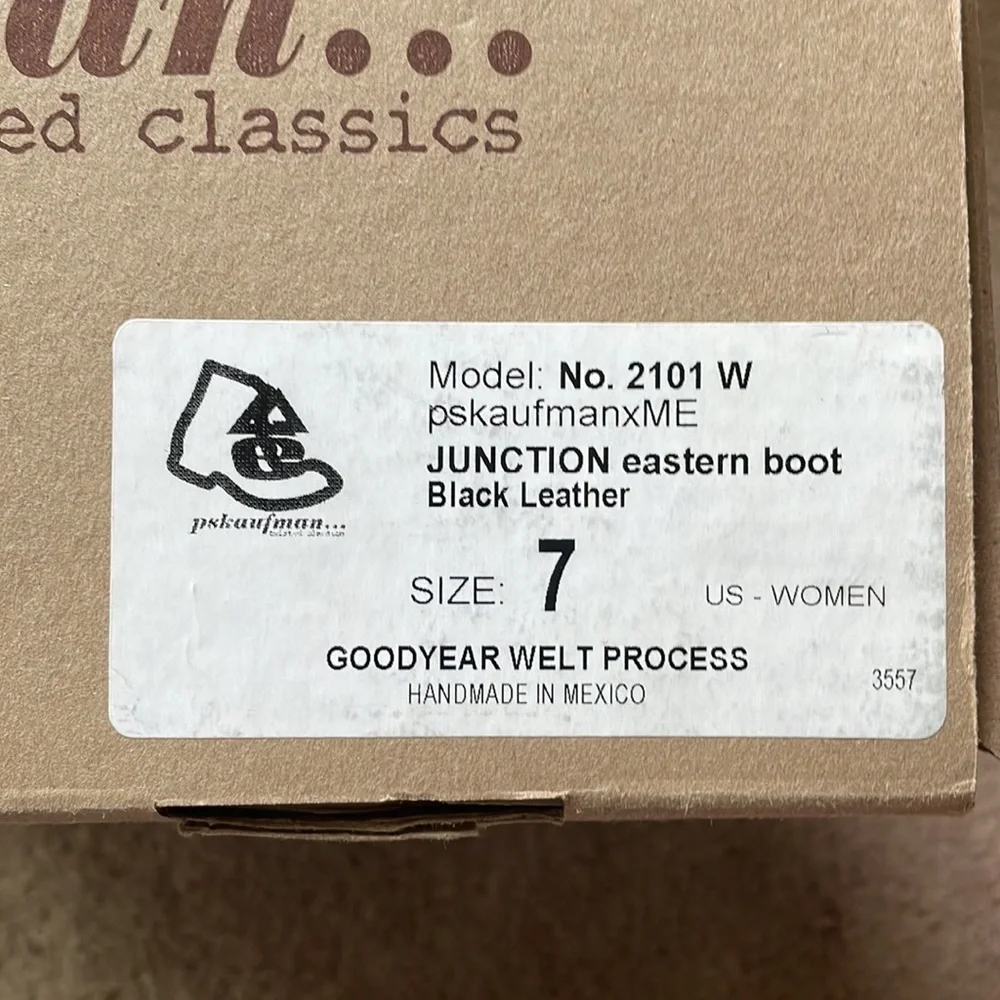 an...
ed classics
Model: No. 2101 W
pskaufmanxME
JUNCTION eastern boot
Black Leather
pskaufman...
SIZE: 7 US - WOMEN
GOODYEAR WELT PROCESS
HANDMADE IN MEXICO
3557